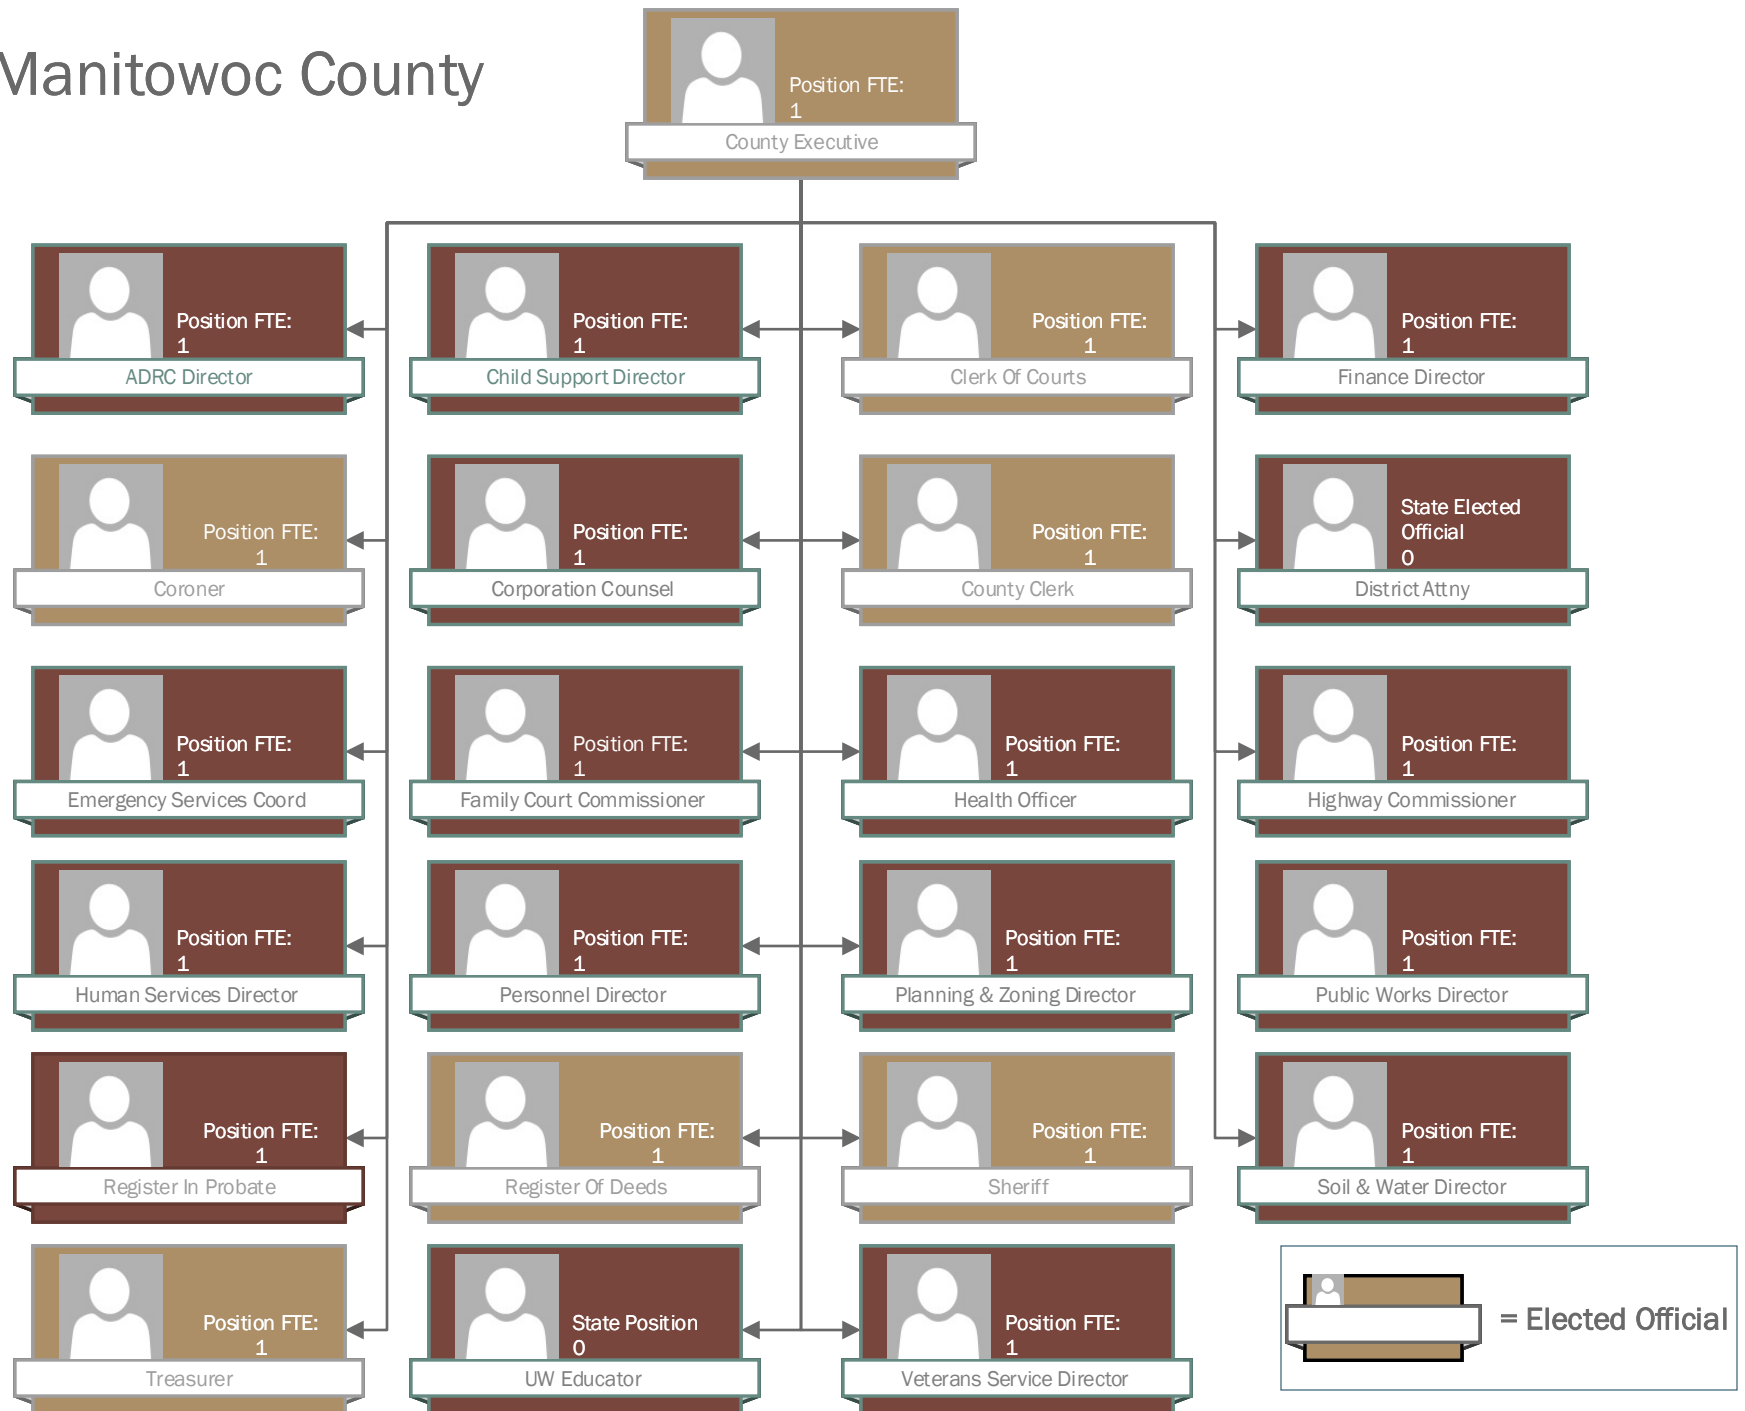 Manitowoc County
Position FTE:
1
County Executive
Position FTE:
1
ADRC Director
Position FTE:
1
Child Support Director
Position FTE:
1
Clerk Of Courts
Position FTE:
1
Finance Director
Position FTE:
1
Coroner
Position FTE:
1
Corporation Counsel
Position FTE:
1
County Clerk
State Elected
Official
0
District Attny
Position FTE:
1
Emergency Services Coord
Position FTE:
1
Family Court Commissioner
Position FTE:
1
Health Officer
Position FTE:
1
Highway Commissioner
Position FTE:
1
Human Services Director
Position FTE:
1
Personnel Director
Position FTE:
1
Planning & Zoning Director
Position FTE:
1
Public Works Director
Position FTE:
1
Register In Probate
Position FTE:
1
Register Of Deeds
Position FTE:
1
Sheriff
Position FTE:
1
Soil & Water Director
Position FTE:
1
Treasurer
State Position
0
UW Educator
Position FTE:
1
Veterans Service Director
= Elected Official